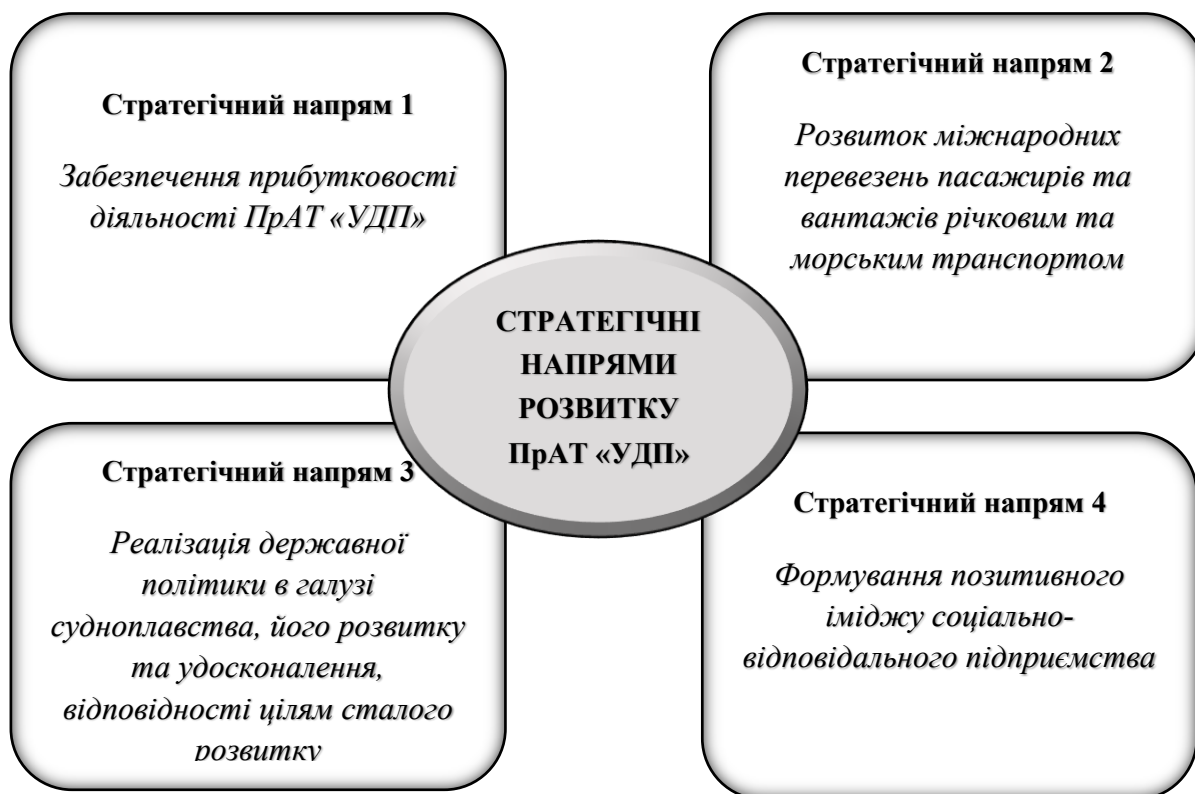 Стратегічний напрям 1
Забезпечення прибутковості
діяльності ПрАТ «УДП»
Стратегічний напрям 2
Розвиток міжнародних
перевезень пасажирів та
вантажів річковим та
морським транспортом
СТРАТЕГІЧНІ
НАПРЯМИ
РОЗВИТКУ
ПрАТ «УДП»
Стратегічний напрям 3
Реалізація державної
політики в галузі
судноплавства, його розвитку
та удосконалення,
відповідності цілям сталого
розвитку
Стратегічний напрям 4
Формування позитивного
іміджу соціально-
відповідального підприємства